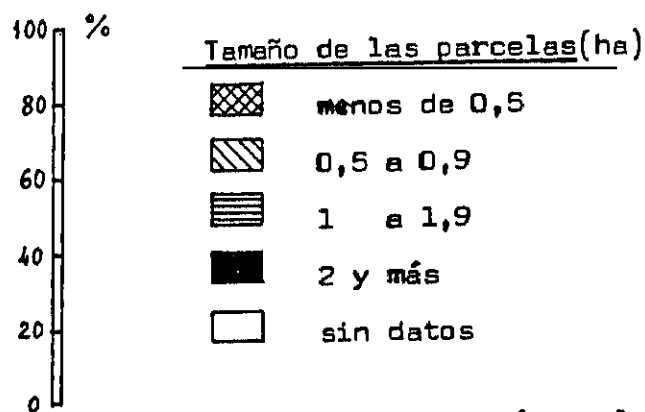 100 %
Tamaño de las parcelas(ha)
80
menos de 0,5
0,5 a 0,9
60
1 a 1,9
40
2 y más
20
sin datos
0